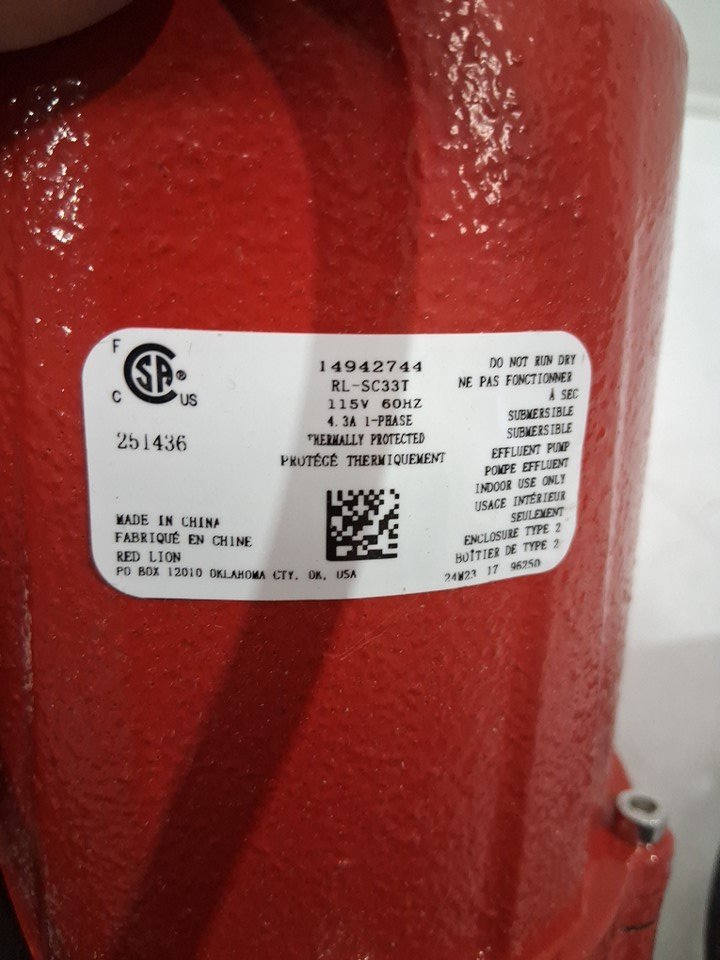 F
SA®
C US
251436
MADE IN CHINA
FABRIQUÉ EN CHINE
RED LION
PO BOX 12010 OKLAHOMA CTY. OK, USA
14942744
RL-SC33T
115V 60HZ
4.3A 1-PHASE
THERMALLY PROTECTED
PROTÉGÉ THERMIQUEMENT
DO NOT RUN DRY
NE PAS FONCTIONNER
À SEC
SUBMERSIBLE
SUBMERSIBLE
EFFLUENT PUMP
POMPE EFFLUENT
INDOOR USE ONLY
USAGE INTÉRIEUR
SEULEMENT
ENCLOSURE TYPE 2
BOÎTIER DE TYPE 2
24W23 17 96250